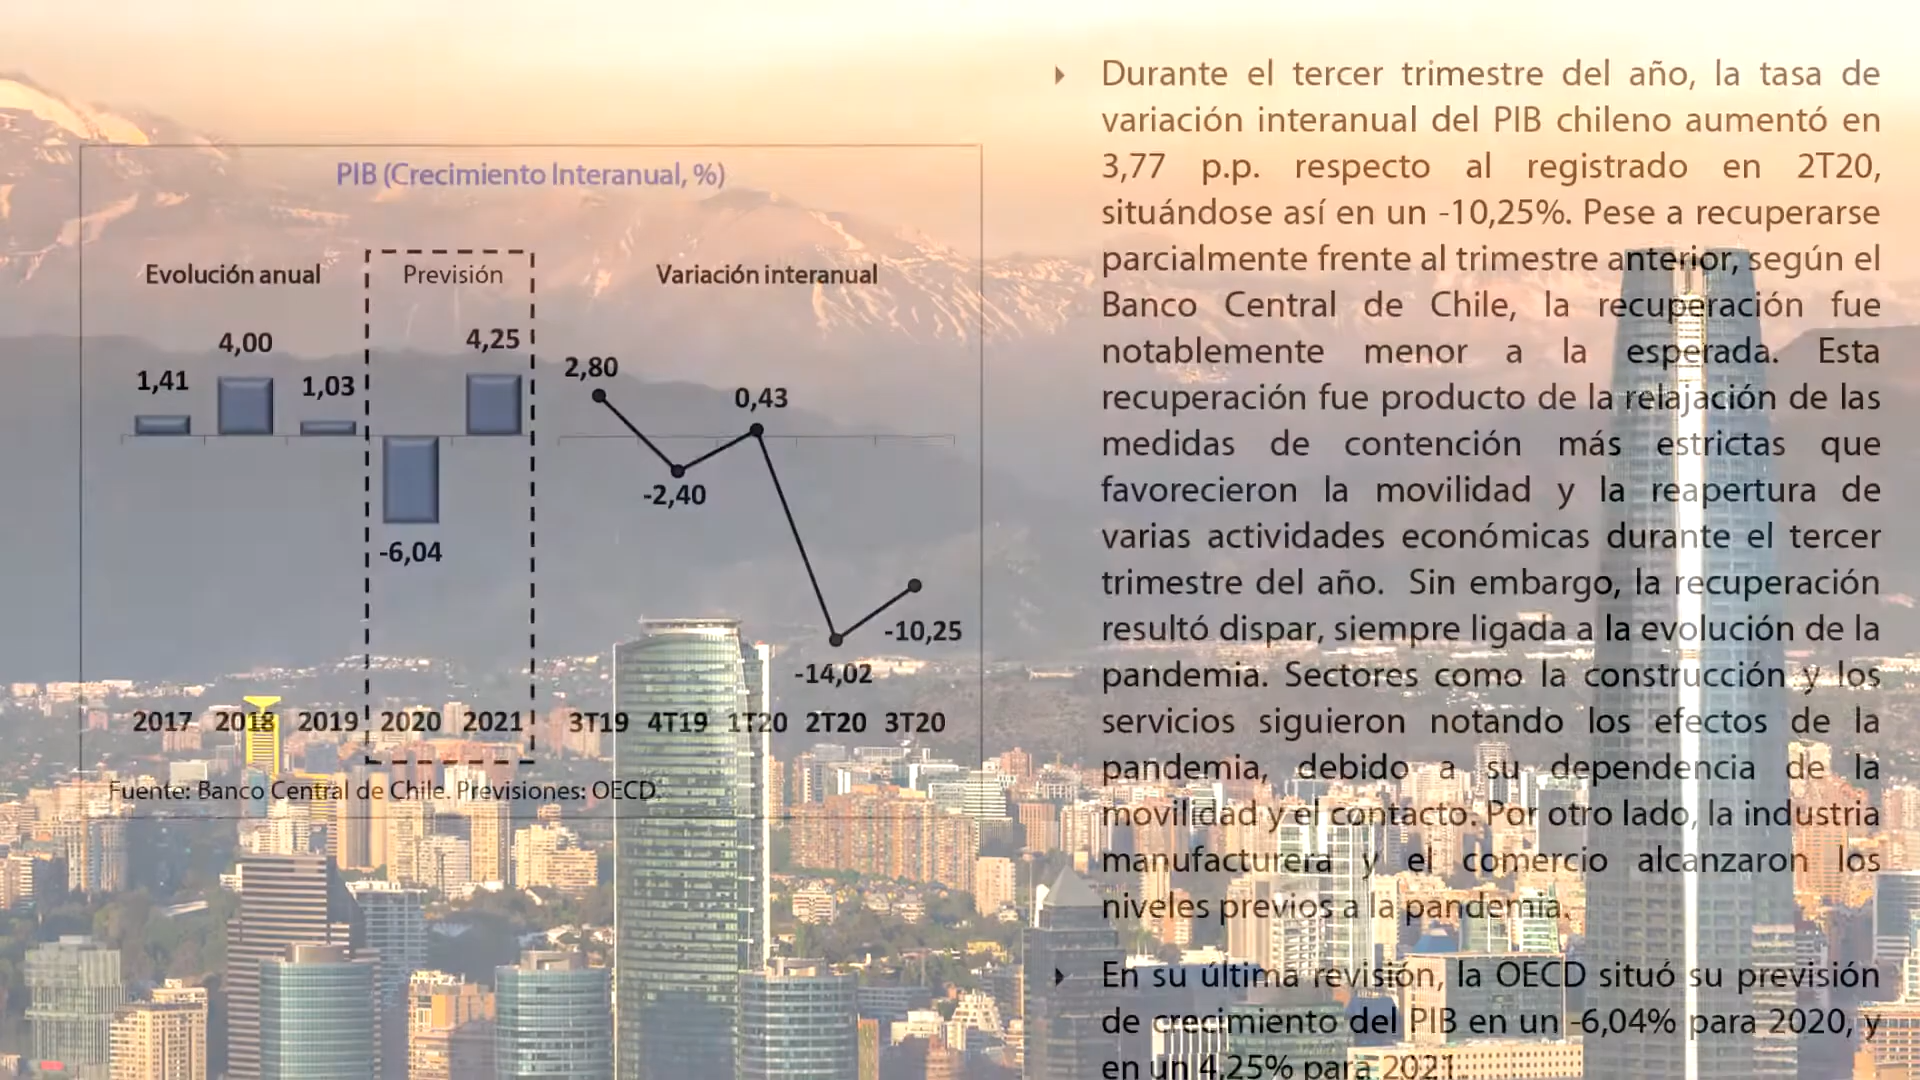 PIB (Crecimiento Interanual, %)
Evolución anual
Previsión
Variación interanual
1,41
4,00
1,03
-6,04
4,25
2,80
-2,40
0,43
-14,02
-10,25
2017 2018 2019 2020 2021 3T19 4T19 1T20 2T20 3T20
Fuente: Banco Central de Chile. Previsiones: OECD.
Durante el tercer trimestre del año, la tasa de
variación interanual del PIB chileno aumentó en
3,77 p.p. respecto al registrado en 2T20,
situándose así en un -10,25%. Pese a recuperarse
parcialmente frente al trimestre anterior, según el
Banco Central de Chile, la recuperación fue
notablemente menor a la esperada. Esta
recuperación fue producto de la relajación de las
medidas de contención más estrictas que
favorecieron la movilidad y la reapertura de
varias actividades económicas durante el tercer
trimestre del año. Sin embargo, la recuperación
resultó dispar, siempre ligada a la evolución de la
pandemia. Sectores como la construcción y los
servicios siguieron notando los efectos de la
pandemia, debido a su dependencia de la
movilidad y el contacto. Por otro lado, la industria
manufacturera y el comercio alcanzaron los
niveles previos a la pandemia.
En su última revisión, la OECD situó su previsión
de crecimiento del PIB en un -6,04% para 2020, y
en un 4,25% para 2021.